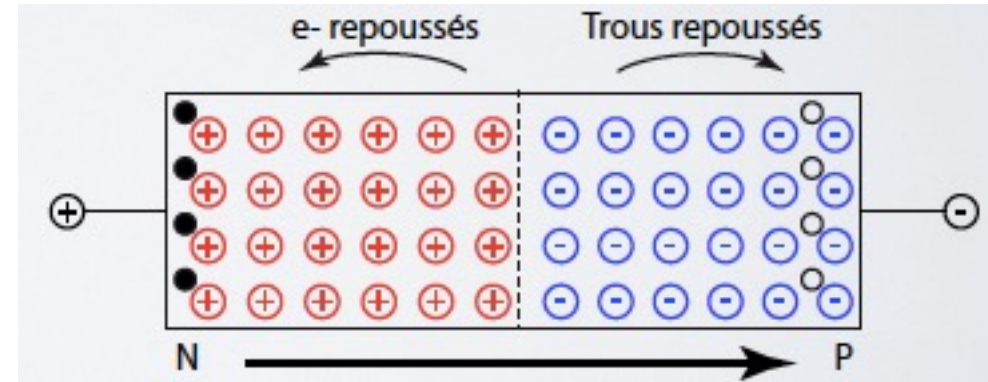 e- repoussés Trous repoussés
+ + + + + + - - - - - -
+ + + + + + - - - - - -
+ -
+ + + + + + - - - - - -
+ + + + + + - - - - - -
N P